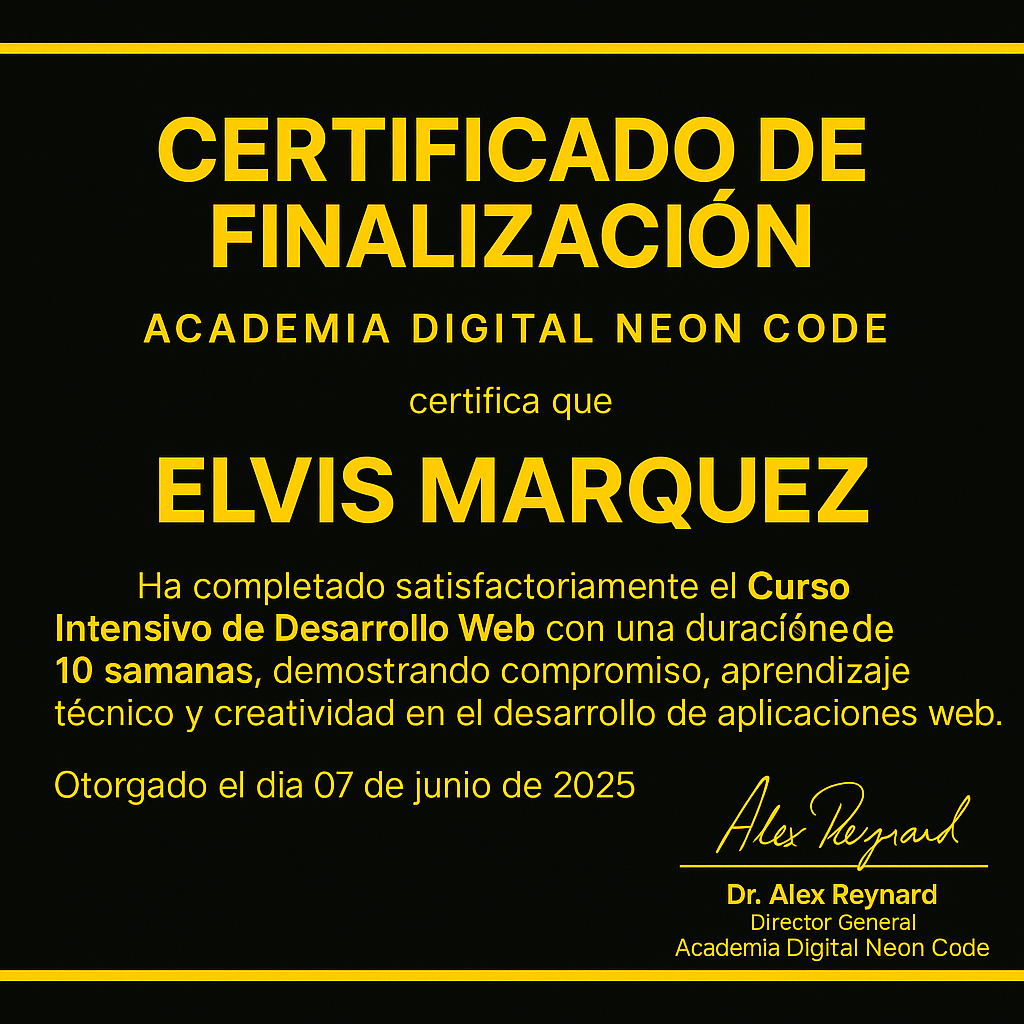 CERTIFICADO DE
FINALIZACIÓN
ACADEMIA DIGITAL NEON CODE
certifica que
ELVIS MARQUEZ
Ha completado satisfactoriamente el Curso
Intensivo de Desarrollo Web con una duracíónede
10 samanas, demostrando compromiso, aprendizaje
técnico y creatividad en el desarrollo de aplicaciones web.
Otorgado el dia 07 de junio de 2025
Alex Reynard
Dr. Alex Reynard
Director General
Academia Digital Neon Code